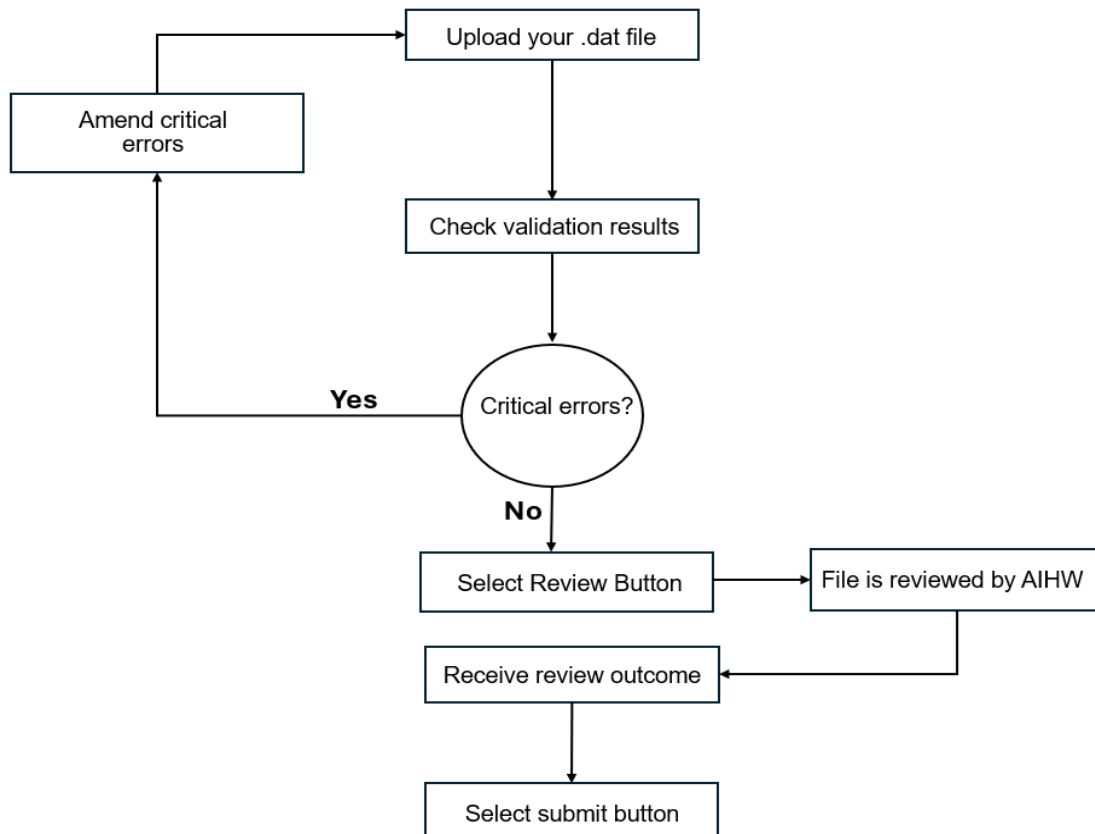 Upload your .dat file
Amend critical
errors
Check validation results
Critical errors?
Yes
No
Select Review Button
File is reviewed by AIHW
Receive review outcome
Select submit button